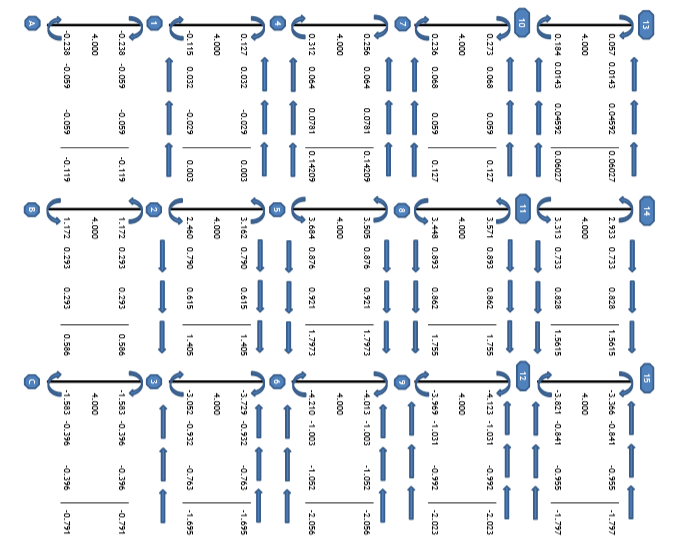 13 14 15
0.057 0.0143 0.04592 0.06027 2.933 0.733 0.828 1.5615 -3.366 -0.841 -0.955 -1.797
4.000 4.000 4.000
0.184 0.0143 0.04592 0.06027 3.313 0.733 0.828 1.5615 -3.821 -0.841 -0.955 -1.797
10 11 12
0.273 0.068 0.059 0.127 3.571 0.893 0.862 1.755 -4.123 -1.031 -0.992 -2.023
4.000 4.000 4.000
0.236 0.068 0.059 0.127 3.448 0.893 0.862 1.755 -3.969 -1.031 -0.992 -2.023
7 8 9
0.256 0.064 0.0781 0.14209 3.505 0.876 0.921 1.7973 -4.013 -1.003 -1.052 -2.056
4.000 4.000 4.000
0.312 0.064 0.0781 0.14209 3.684 0.876 0.921 1.7973 -4.210 -1.003 -1.052 -2.056
4 5 6
0.127 0.032 -0.029 0.003 3.162 0.790 0.615 1.405 -3.729 -0.932 -0.763 -1.695
4.000 4.000 4.000
-0.115 0.032 -0.029 0.003 2.460 0.790 0.615 1.405 -3.052 -0.932 -0.763 -1.695
1 2 3
-0.238 -0.059 -0.059 -0.119 1.172 0.293 0.293 0.586 -1.583 -0.396 -0.396 -0.791
4.000 4.000 4.000
-0.238 -0.059 -0.059 -0.119 1.172 0.293 0.293 0.586 -1.583 -0.396 -0.396 -0.791
A B C